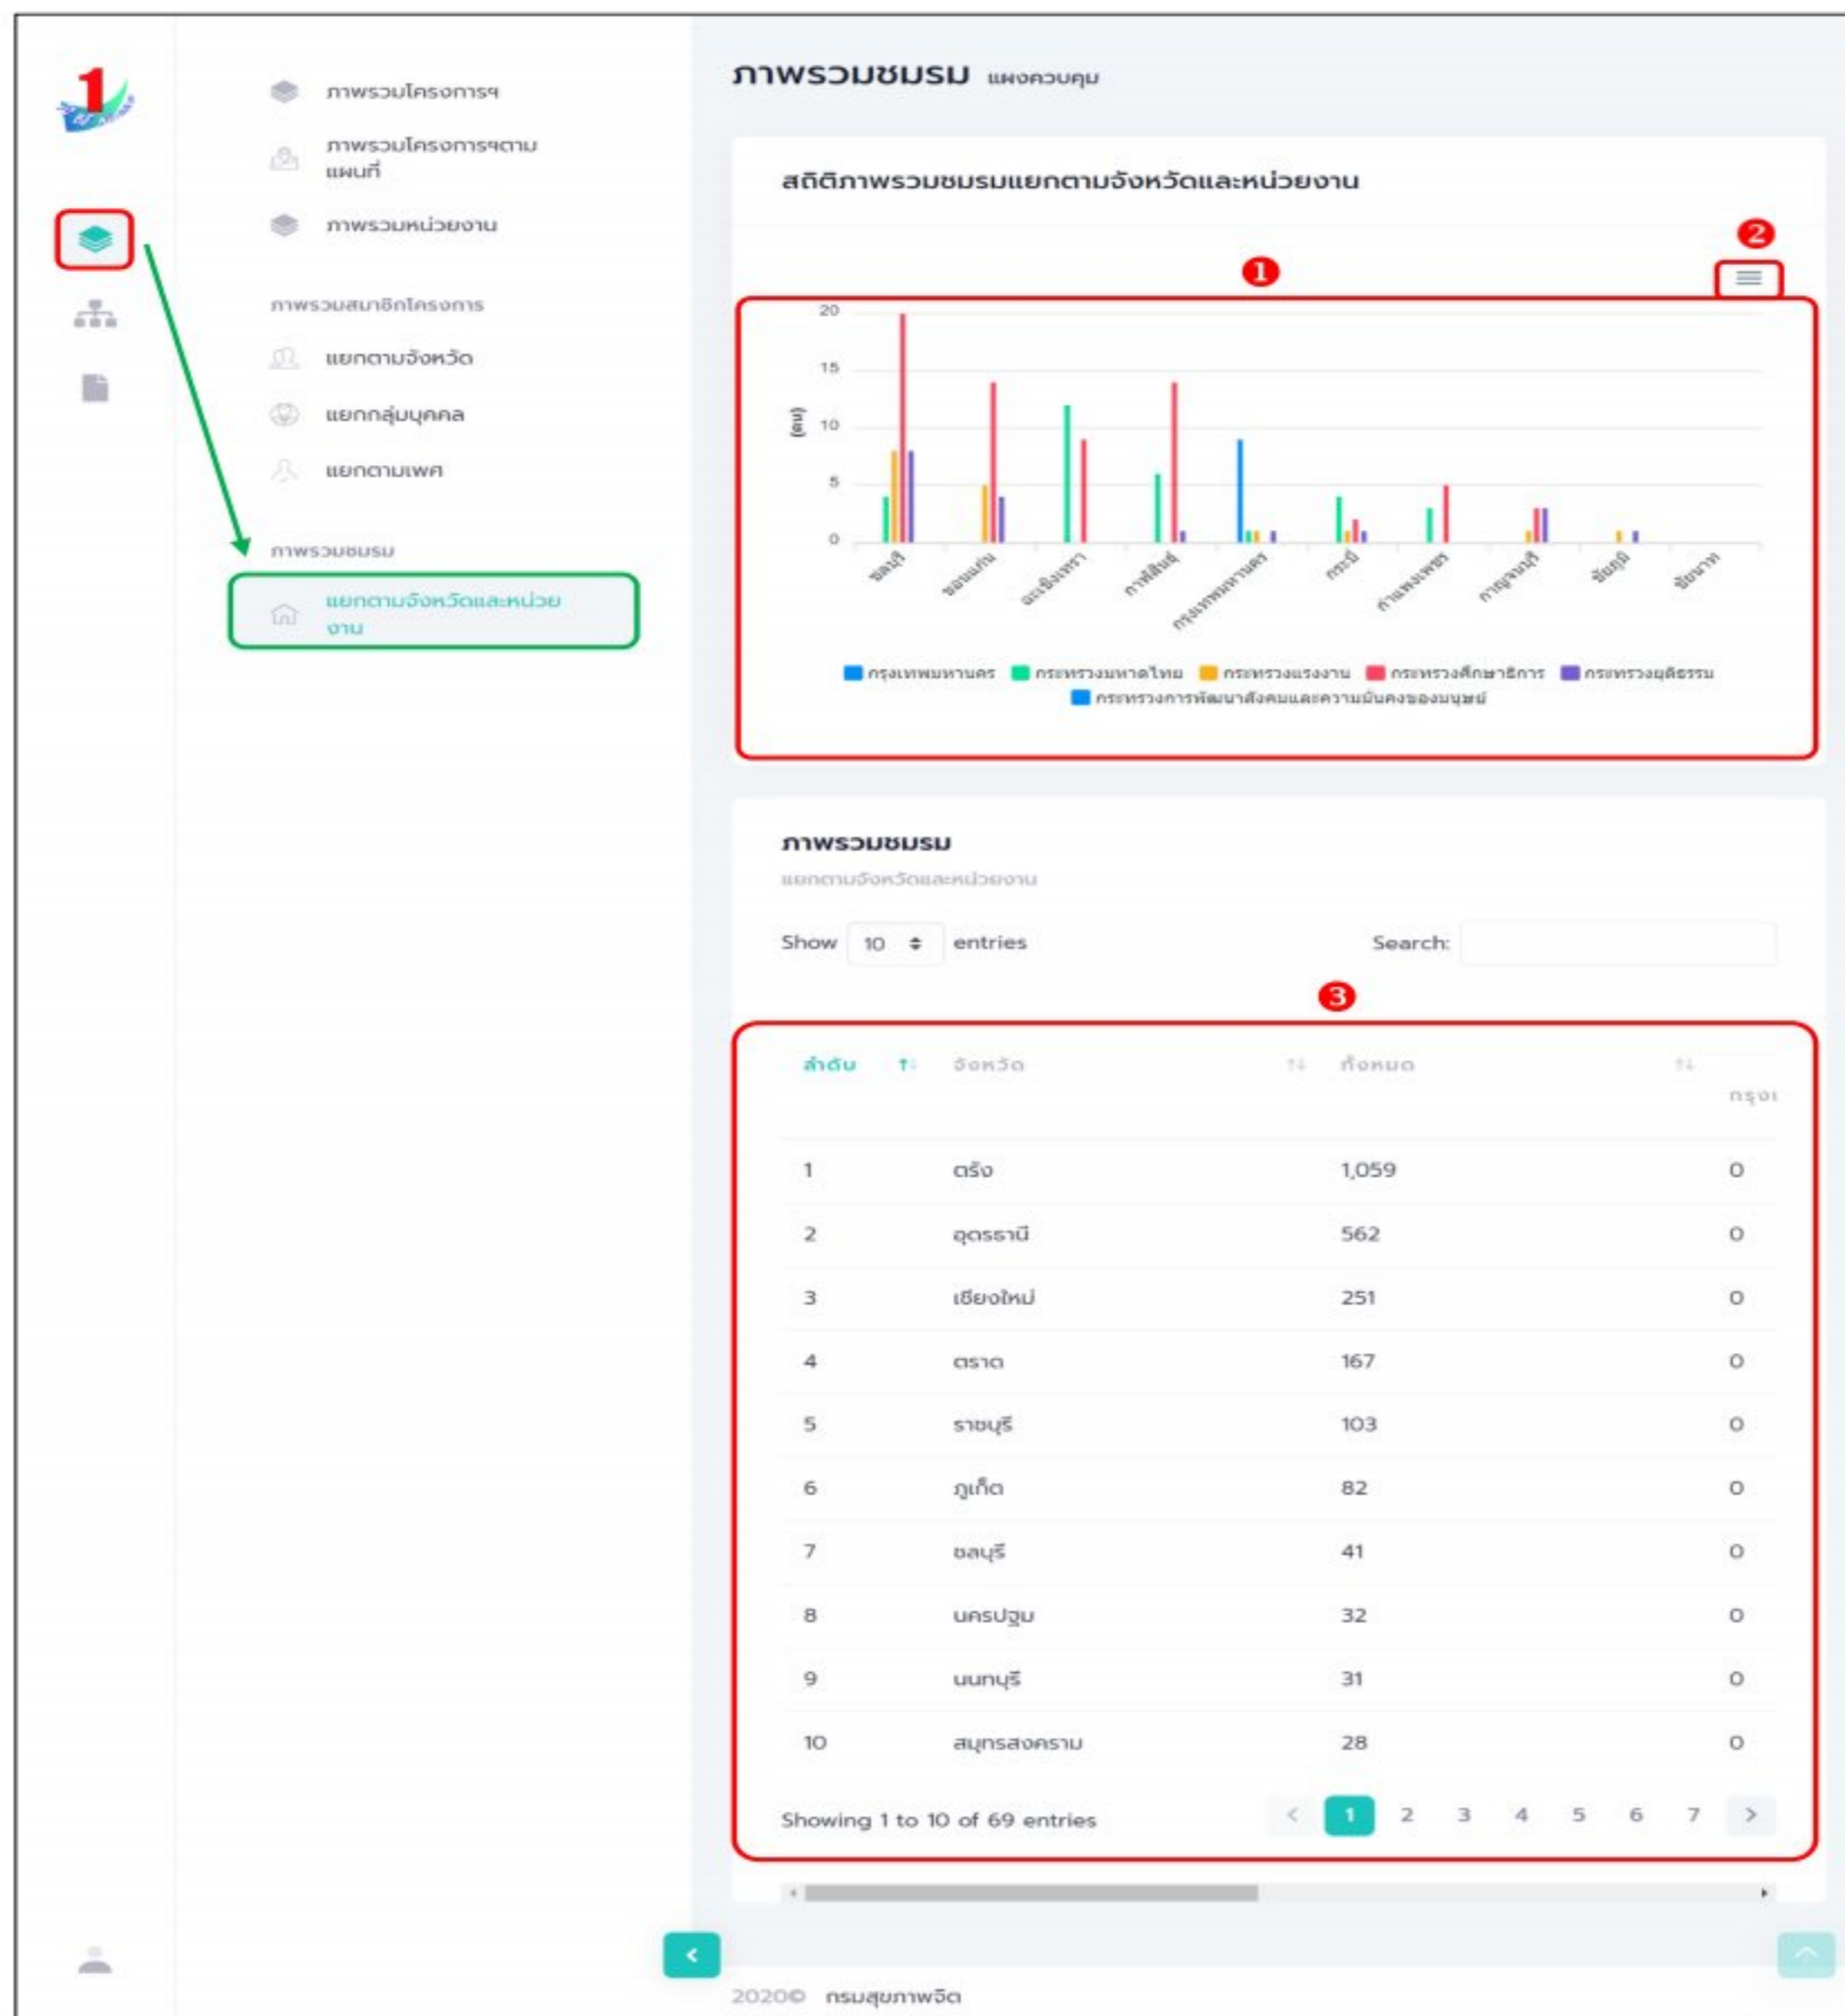 1
ภาพรวมโครงการฯ
ภาพรวมโครงการฯตาม
แผนที่
ภาพรวมหน่วยงาน
ภาพรวมสมาชิกโครงการ
แยกตามจังหวัด
แยกกลุ่มบุคคล
แยกตามเพศ
ภาพรวมชมรม
แยกตามจังหวัดและหน่วย
งาน
ภาพรวมชมรม แผงควบคุม
สถิติภาพรวมชมรมแยกตามจังหวัดและหน่วยงาน
2
1
20
15
10
5
0
(คน)
ชลบุรี ขอนแก่น ฉะเชิงเทรา กาฬสินธุ์ กรุงเทพมหานคร กระบี่ กำแพงเพชร กาญจนบุรี ชัยภูมิ ชัยนาท
กรุงเทพมหานคร กระทรวงมหาดไทย กระทรวงแรงงาน กระทรวงศึกษาธิการ กระทรวงยุติธรรม
กระทรวงการพัฒนาสังคมและความมั่นคงของมนุษย์
ภาพรวมชมรม
แยกตามจังหวัดและหน่วยงาน
Show 10 entries Search:
3
ลำดับ จังหวัด ทั้งหมด
กรุงเ
1 ตรัง 1,059 0
2 อุดรธานี 562 0
3 เชียงใหม่ 251 0
4 ตราด 167 0
5 ราชบุรี 103 0
6 ภูเก็ต 82 0
7 ชลบุรี 41 0
8 นครปฐม 32 0
9 นนทบุรี 31 0
10 สมุทรสงคราม 28 0
Showing 1 to 10 of 69 entries < 1 2 3 4 5 6 7 >
2020© กรมสุขภาพจิต